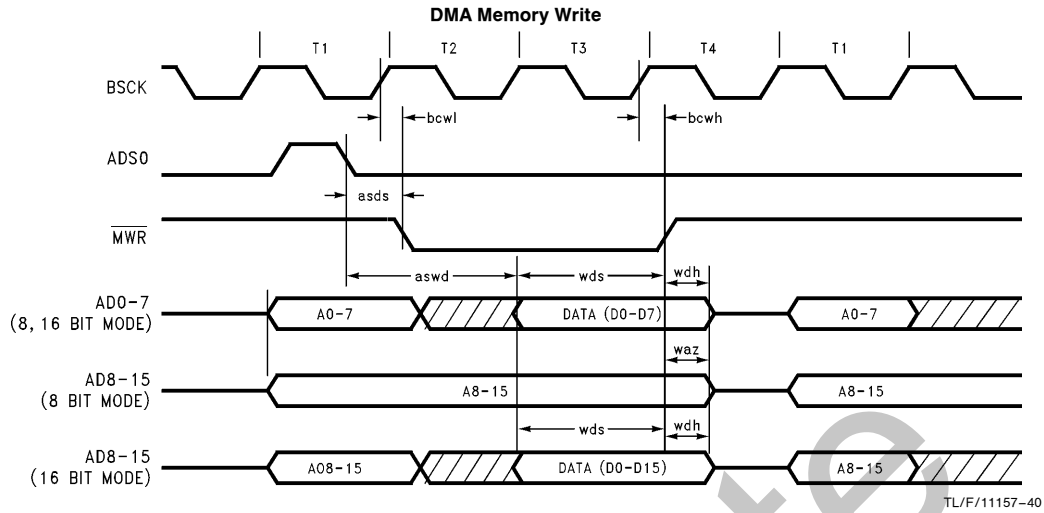 DMA Memory Write
T1 T2 T3 T4 T1
BSCK
bcwl bcwh
ADS0
asds
MWR
aswd wds wdh
AD0-7
(8, 16 BIT MODE)
A0-7 DATA (D0-D7) A0-7
waz
AD8-15
(8 BIT MODE)
A8-15 A8-15
wds wdh
AD8-15
(16 BIT MODE)
A08-15 DATA (D0-D15) A8-15
TL/F/11157-40